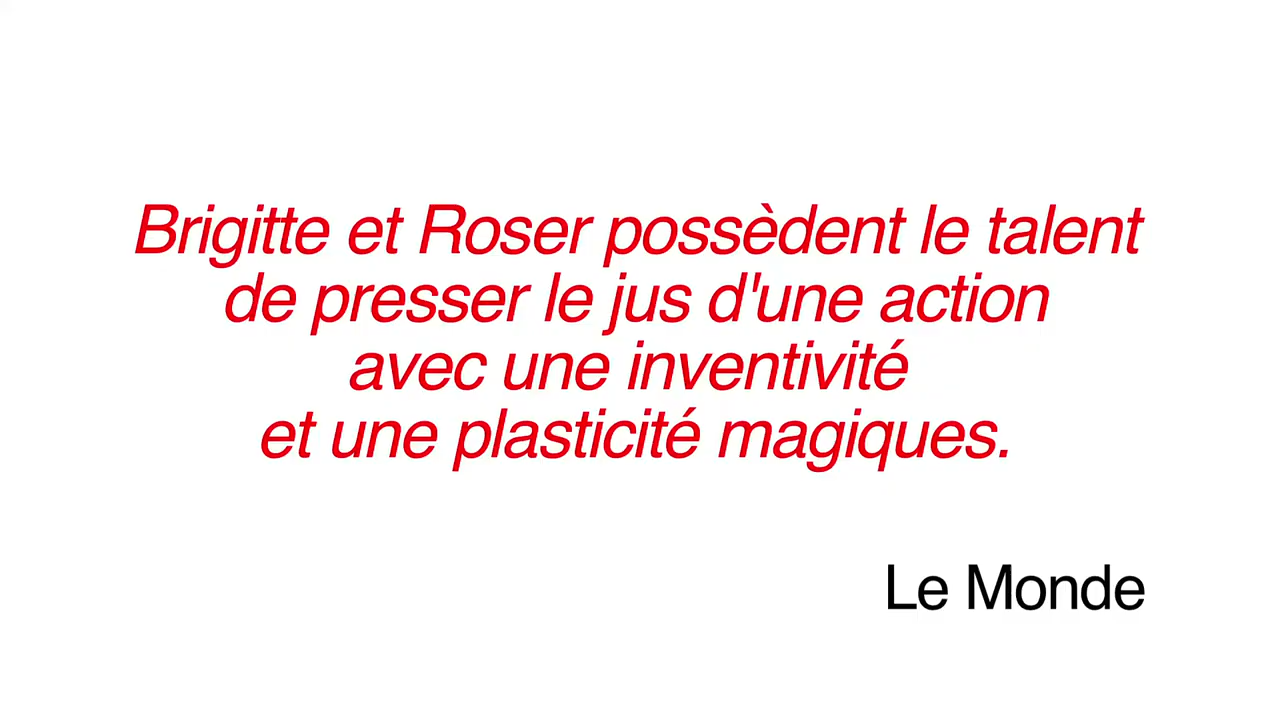 Brigitte et Roser possèdent le talent
de presser le jus d'une action
avec une inventivité
et une plasticité magiques.
Le Monde